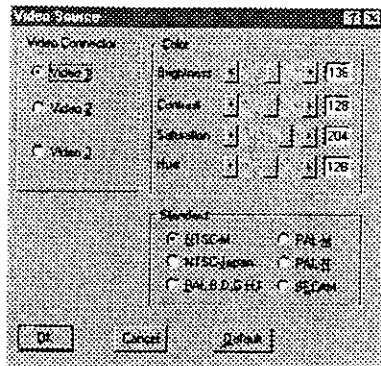 Video Source
Video Connector
Video 1
Video 2
Video 3
Color
Brightness 136
Contrast 128
Saturation 204
Hue 128
Standard
NTSC-M
PAL-M
NTSC-Japan
PAL-N
PAL-B,D,G,H,I
SECAM
OK
Cancel
Default